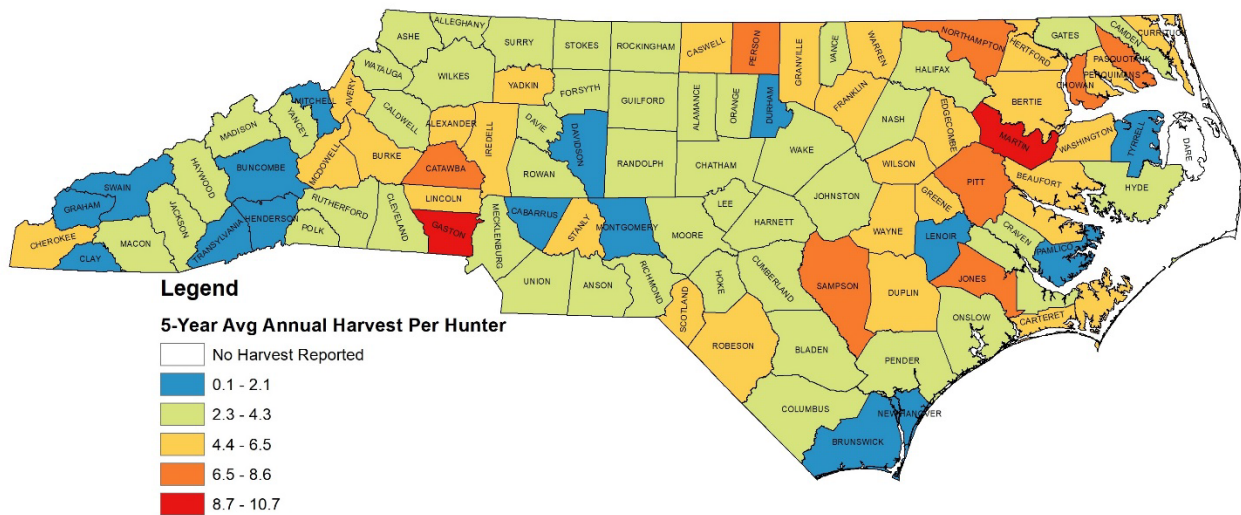 ALLEGHANY
ASHE
SURRY
STOKES
ROCKINGHAM
CASWELL
PERSON
GRANVILLE
VANCE
WARREN
NORTHAMPTON
HERTFORD
GATES
CAMDEN
CURRITUCK
PASQUOTANK
PERQUIMANS
CHOWAN
WATAUGA
WILKES
YADKIN
FORSYTH
GUILFORD
ALAMANCE
ORANGE
DURHAM
FRANKLIN
HALIFAX
BERTIE
MITCHELL
AVERY
YANCEY
CALDWELL
ALEXANDER
IREDELL
DAVIE
DAVIDSON
RANDOLPH
CHATHAM
WAKE
NASH
EDGECOMBE
MARTIN
WASHINGTON
TYRRELL
DARE
MADISON
HAYWOOD
BUNCOMBE
MCDOWELL
BURKE
CATAWBA
ROWAN
LEE
JOHNSTON
WILSON
PITT
BEAUFORT
HYDE
SWAIN
GRAHAM
JACKSON
HENDERSON
RUTHERFORD
LINCOLN
CABARRUS
STANLY
MONTGOMERY
MOORE
HARNETT
WAYNE
GREENE
LENOIR
CRAVEN
PAMLICO
CHEROKEE
CLAY
MACON
TRANSYLVANIA
POLK
CLEVELAND
GASTON
MECKLENBURG
UNION
ANSON
RICHMOND
HOKE
CUMBERLAND
SAMPSON
DUPLIN
JONES
CARTERET
SCOTLAND
ROBESON
BLADEN
PENDER
ONSLOW
COLUMBUS
BRUNSWICK
NEW HANOVER
Legend
5-Year Avg Annual Harvest Per Hunter
No Harvest Reported
0.1 - 2.1
2.3 - 4.3
4.4 - 6.5
6.5 - 8.6
8.7 - 10.7